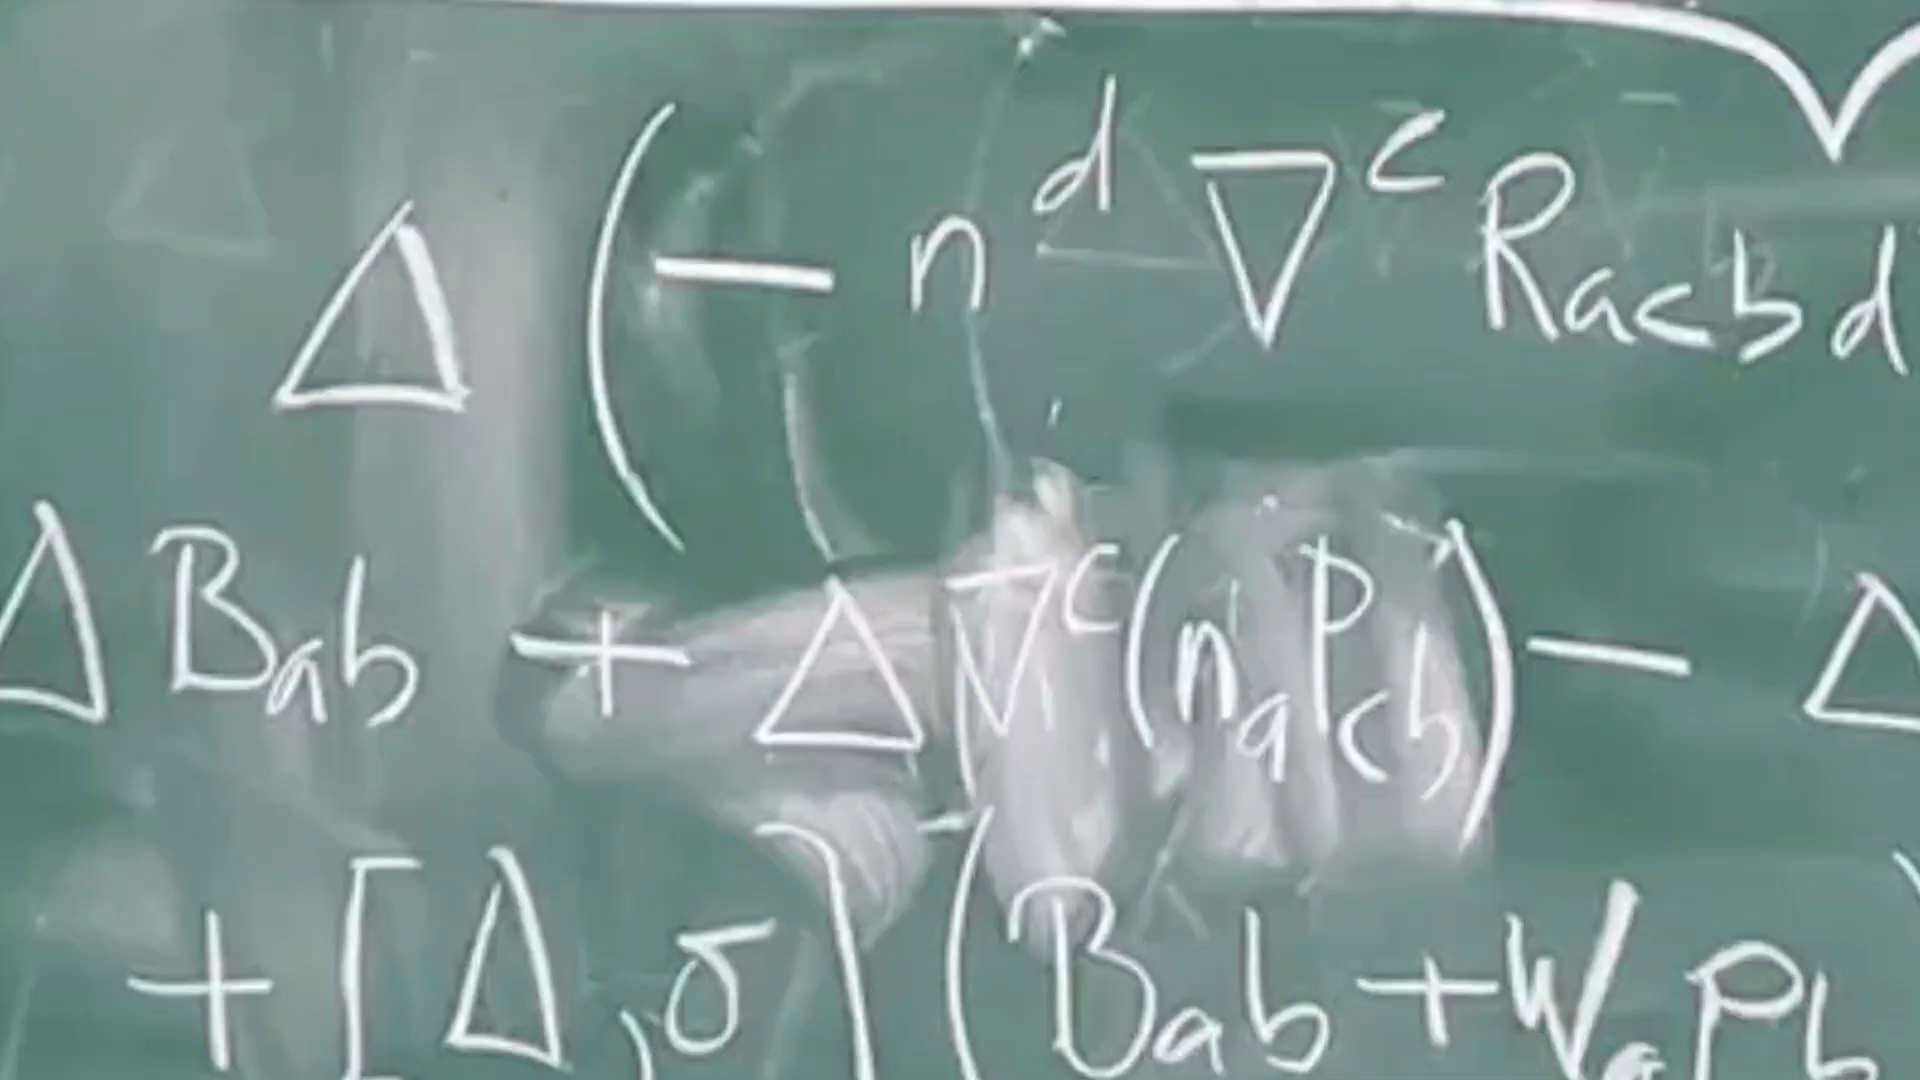 Δ ( − n^d ∇^c R_acbd
Δ B_ab + Δ ∇^c (n_a P_cb) − Δ
+ [Δ, σ] (B_ab + W_a P_b